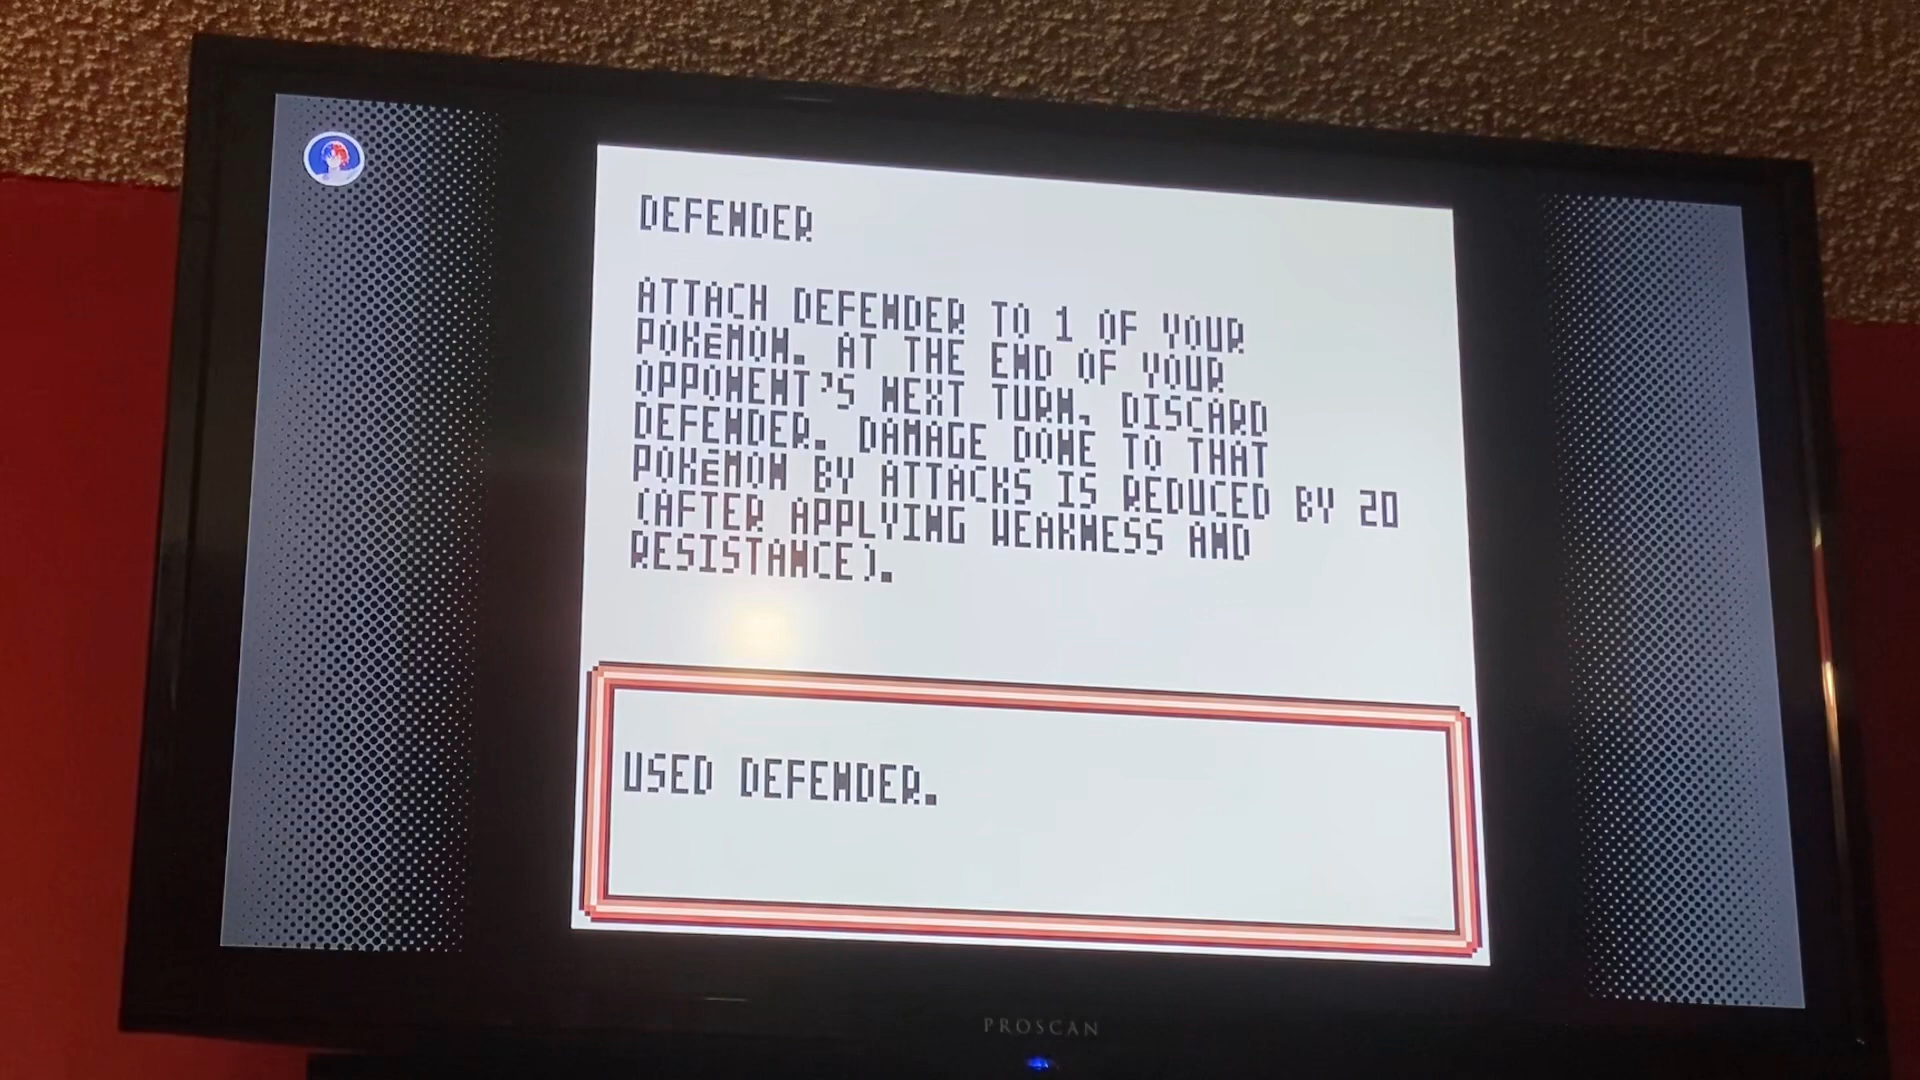 DEFENDER
ATTACH DEFENDER TO 1 OF YOUR
POKéMON. AT THE END OF YOUR
OPPONENT'S NEXT TURN, DISCARD
DEFENDER. DAMAGE DONE TO THAT
POKéMON BY ATTACKS IS REDUCED BY 20
(AFTER APPLYING WEAKNESS AND
RESISTANCE).
USED DEFENDER.
PROSCAN